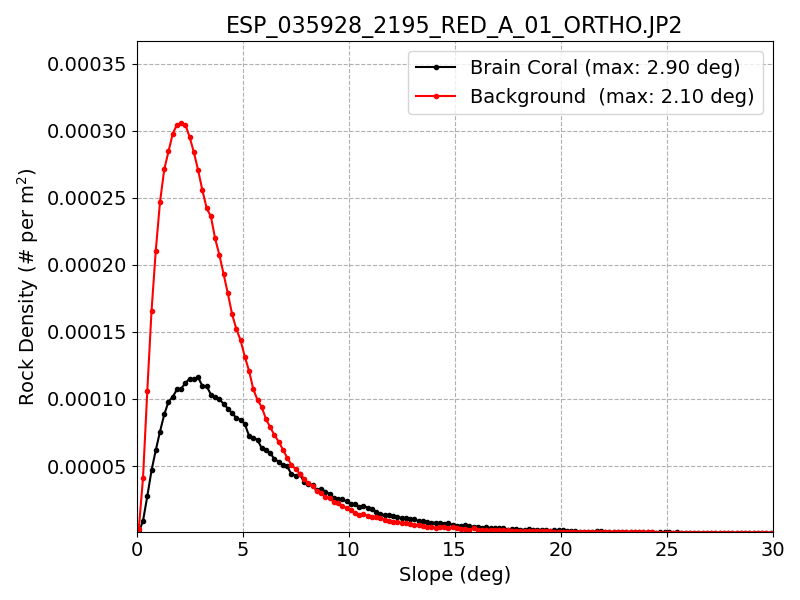 ESP_035928_2195_RED_A_01_ORTHO.JP2
Brain Coral (max: 2.90 deg)
Background  (max: 2.10 deg)
0.00035
0.00030
0.00025
0.00020
0.00015
0.00010
0.00005
Rock Density (# per m²)
0 5 10 15 20 25 30
Slope (deg)